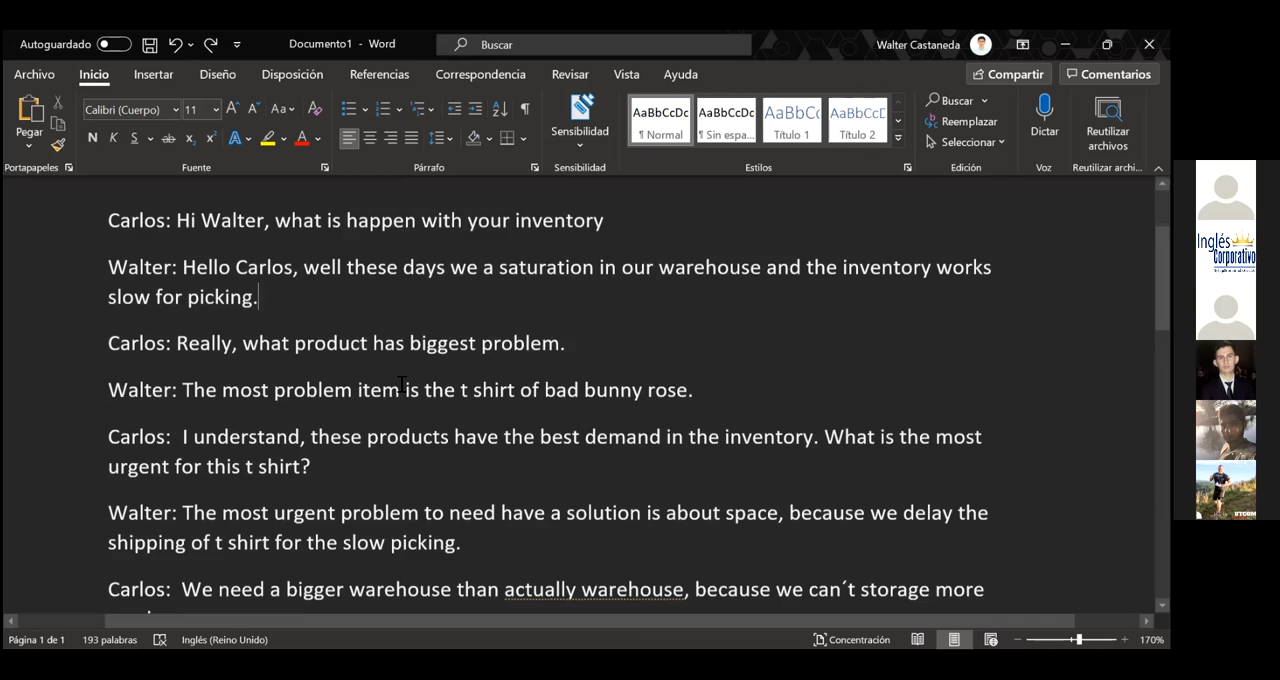 Autoguardado Documento1 - Word Buscar Walter Castaneda
Archivo Inicio Insertar Diseño Disposición Referencias Correspondencia Revisar Vista Ayuda Compartir Comentarios
Pegar
Portapapeles
Calibri (Cuerpo) 11 A A Aa A
N K S ab x₂ x² A A
Fuente
Párrafo
Sensibilidad
Sensibilidad
AaBbCcDc AaBbCcDc AaBbCc AaBbCcD
¶ Normal ¶ Sin espa... Título 1 Título 2
Estilos
Buscar
Reemplazar
Seleccionar
Edición
Dictar
Voz
Reutilizar
archivos
Reutilizar archi...
Carlos: Hi Walter, what is happen with your inventory
Walter: Hello Carlos, well these days we a saturation in our warehouse and the inventory works
slow for picking.
Carlos: Really, what product has biggest problem.
Walter: The most problem item is the t shirt of bad bunny rose.
Carlos:  I understand, these products have the best demand in the inventory. What is the most
urgent for this t shirt?
Walter: The most urgent problem to need have a solution is about space, because we delay the
shipping of t shirt for the slow picking.
Carlos:  We need a bigger warehouse than actually warehouse, because we can´t storage more
Página 1 de 1 193 palabras Inglés (Reino Unido) Concentración 170%
Inglés
Corporativo
UTCOM